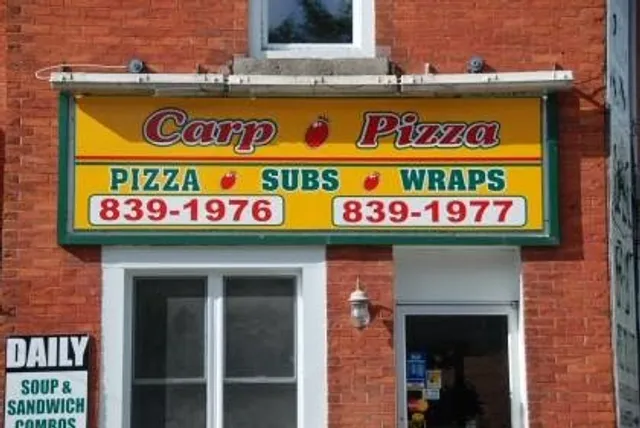 Carp Pizza
PIZZA SUBS WRAPS
839-1976 839-1977
DAILY
SOUP &
SANDWICH
COMBOS